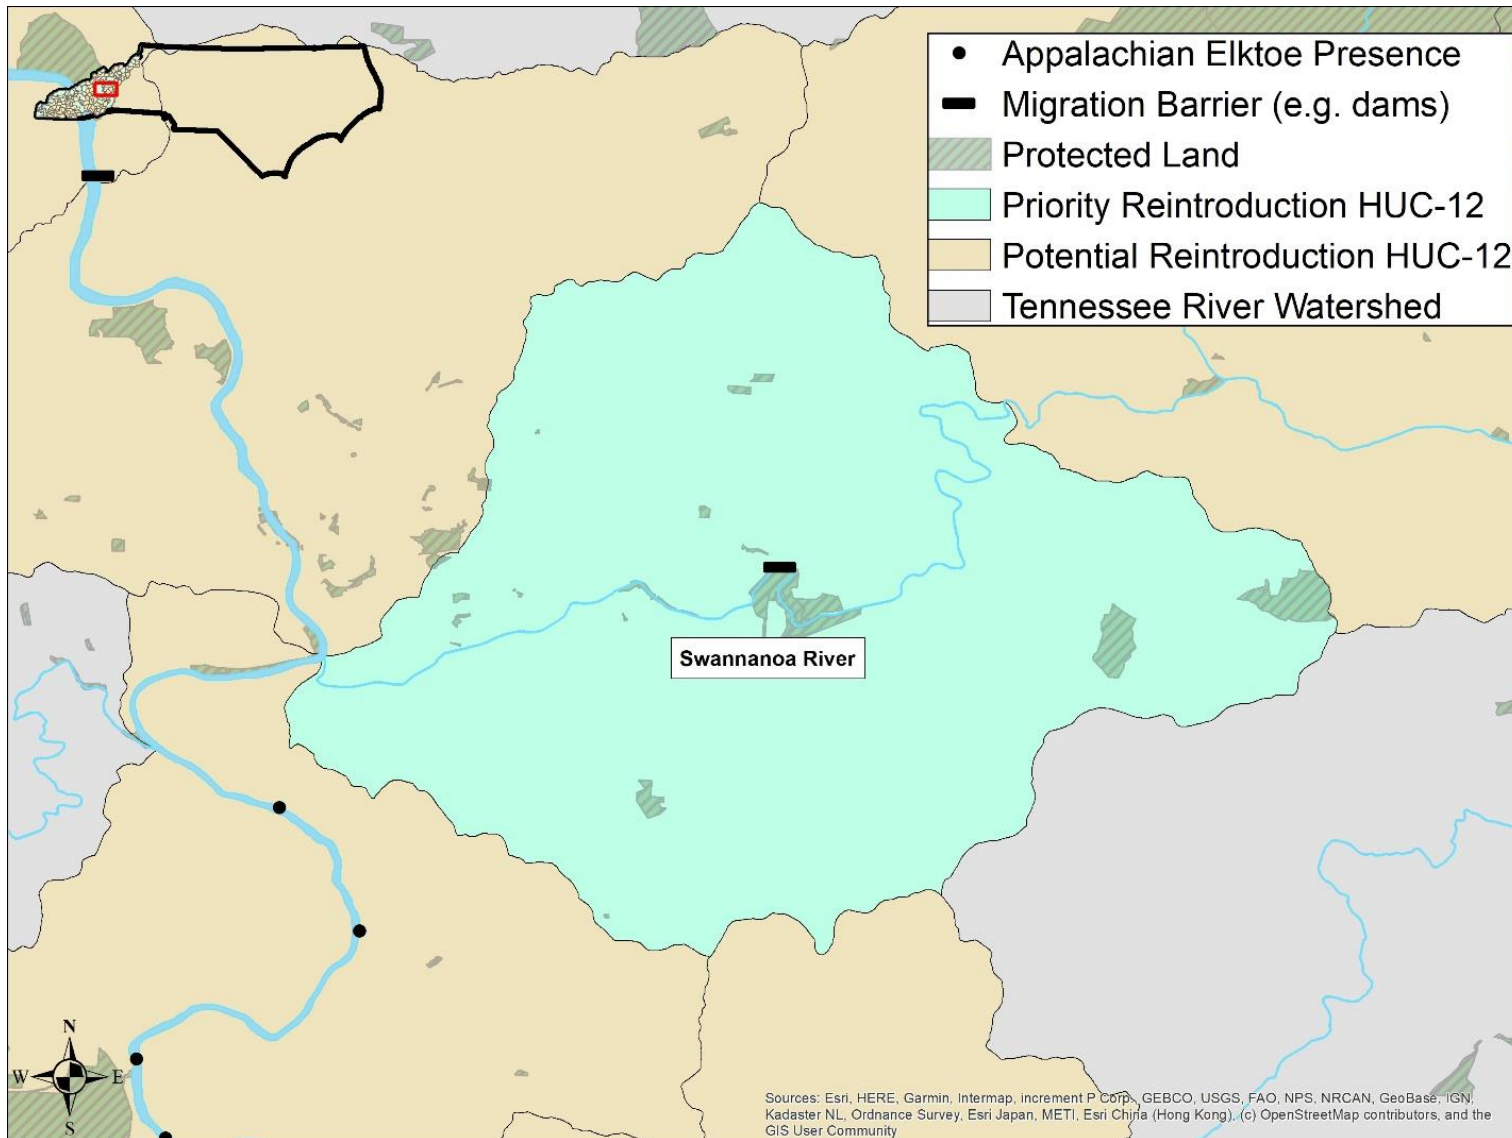 Appalachian Elktoe Presence
Migration Barrier (e.g. dams)
Protected Land
Priority Reintroduction HUC-12
Potential Reintroduction HUC-12
Tennessee River Watershed
Swannanoa River
N
W E
S
Sources: Esri, HERE, Garmin, Intermap, increment P Corp., GEBCO, USGS, FAO, NPS, NRCAN, GeoBase, IGN,
Kadaster NL, Ordnance Survey, Esri Japan, METI, Esri China (Hong Kong), (c) OpenStreetMap contributors, and the
GIS User Community